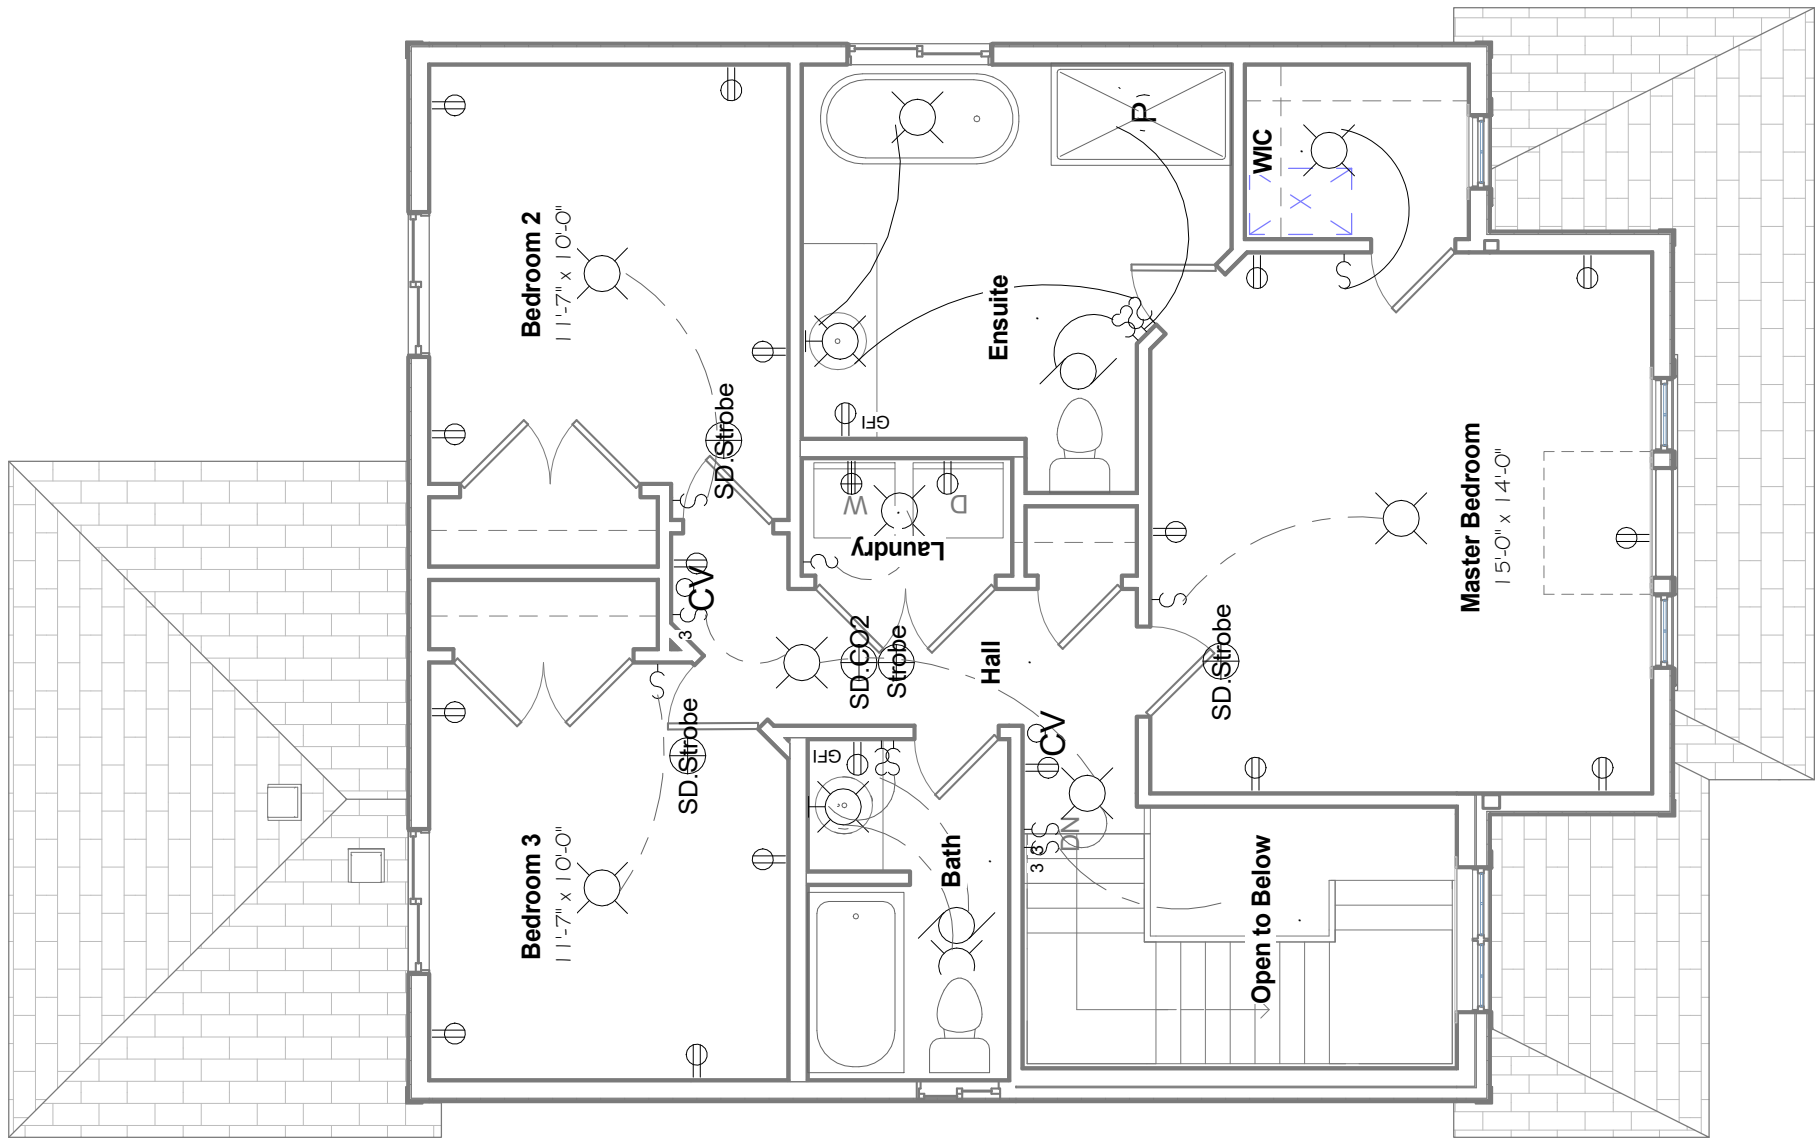 Bedroom 2
11'-7" x 10'-0"
SD.Strobe
WIC
P
Ensuite
GFI
W
D
Laundry
S
S
CV
S
3
S
SD.CO2
Strobe
Hall
S
S
Master Bedroom
15'-0" x 14'-0"
SD.Strobe
SD.Strobe
CV
GFI
S
S
Bedroom 3
11'-7" x 10'-0"
Bath
S
S
3
3
DN
Open to Below